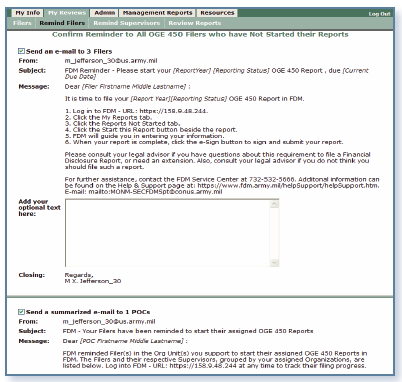 My Info My Reviews Admin Management Reports Resources Log Out
Filers Remind Filers Remind Supervisors Review Reports
Confirm Reminder to All OGE 450 Filers who have Not Started their Reports
Send an e-mail to 3 Filers
From: m_jefferson_30@us.army.mil
Subject: FDM Reminder - Please start your [ReportYear] [Reporting Status] OGE 450 Report , due [Current
Due Date]
Message: Dear [Filer Firstname Middle Lastname] :
It is time to file your [Report Year][Reporting Status] OGE 450 Report in FDM.
1. Log in to FDM - URL: https://158.9.48.244.
2. Click the My Reports tab.
3. Click the Reports Not Started tab.
4. Click the Start this Report button beside the report.
5. FDM will guide you in entering your information.
6. When your report is complete, click the e-Sign button to sign and submit your report.
Please consult your legal advisor if you have questions about this requirement to file a Financial
Disclosure Report, or need an extension. Also, consult your legal advisor if you do not think you
should file such a report.
For further assistance, contact the FDM Service Center at 732-532-5666. Additonal information can
be found on the Help & Support page at: https://www.fdm.army.mil/helpSupport/helpSupport.htm.
E-mail: mailto:MONM-SECFDMSpt@conus.army.mil
Add your
optional text
here:
Closing: Regards,
M X. Jefferson_30
Send a summarized e-mail to 1 POCs
From: m_jefferson_30@us.army.mil
Subject: FDM - Your Filers have been reminded to start their assigned OGE 450 Reports
Message: Dear [POC Firstname Middle Lastname] :
FDM reminded Filer(s) in the Org Unit(s) you support to start their assigned OGE 450 Reports in
FDM. The Filers and their respective Supervisors, grouped by your assigned Organizations, are
listed below. Log into FDM - URL: https://158.9.48.244 at any time to track their filing progress.